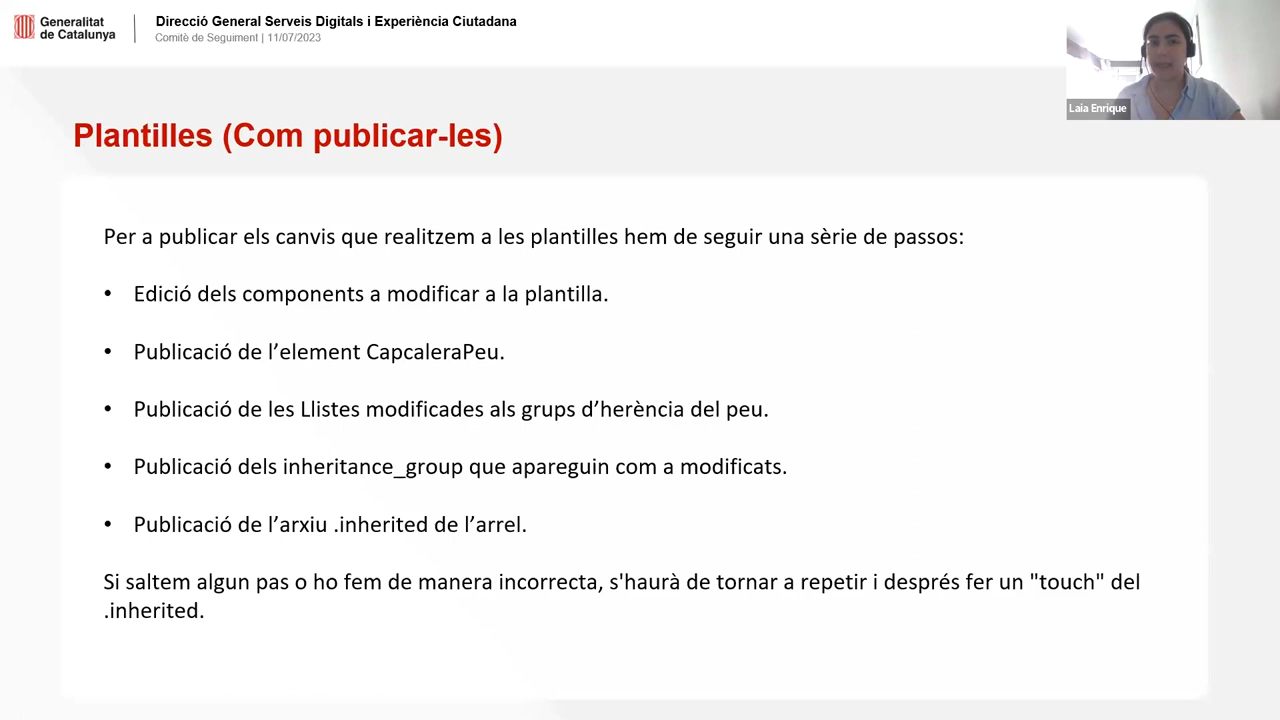 Generalitat
de Catalunya
Direcció General Serveis Digitals i Experiència Ciutadana
Comitè de Seguiment | 11/07/2023
Laia Enrique
Plantilles (Com publicar-les)
Per a publicar els canvis que realitzem a les plantilles hem de seguir una sèrie de passos:
• Edició dels components a modificar a la plantilla.
• Publicació de l’element CapcaleraPeu.
• Publicació de les Llistes modificades als grups d’herència del peu.
• Publicació dels inheritance_group que apareguin com a modificats.
• Publicació de l’arxiu .inherited de l’arrel.
Si saltem algun pas o ho fem de manera incorrecta, s'haurà de tornar a repetir i després fer un "touch" del
.inherited.